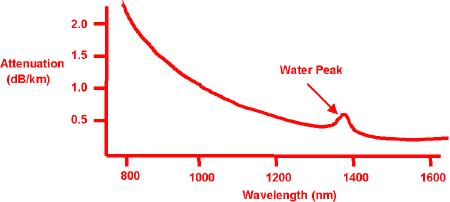 2.0
1.5
1.0
0.5
Attenuation
(dB/km)
Water Peak
800 1000 1200 1400 1600
Wavelength (nm)